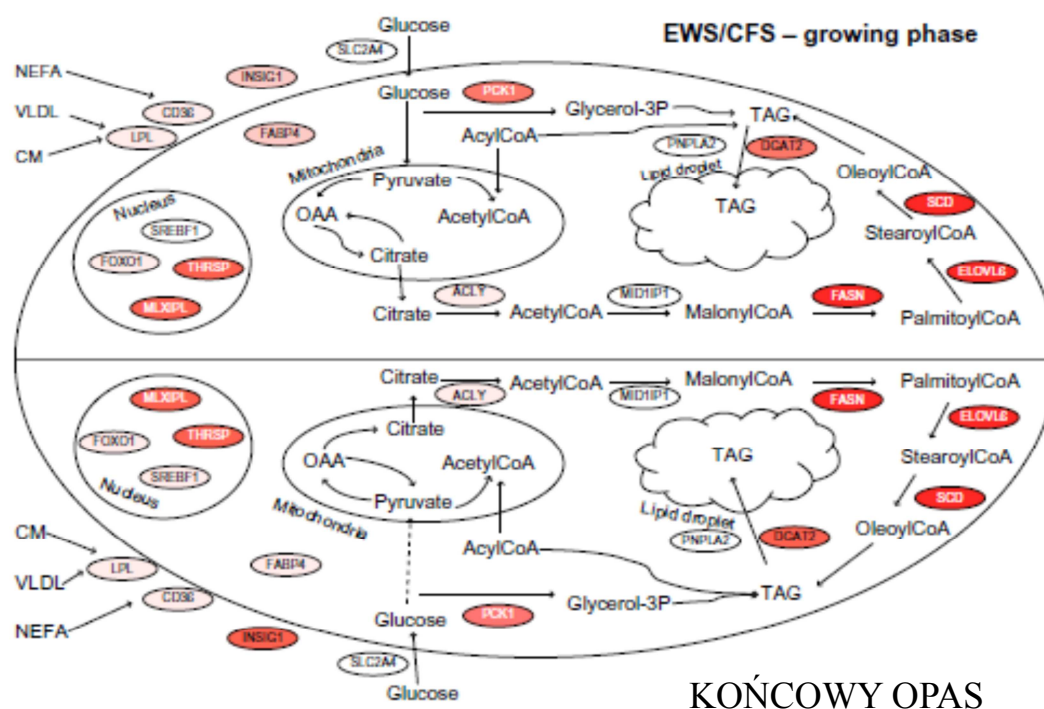 EWS/CFS – growing phase
Glucose
SLC2A4
NEFA
INSIG1
VLDL
CD36
LPL
CM
FABP4
Glucose
PCK1
Glycerol-3P
TAG
AcylCoA
PNPLA2
DGAT2
OleoylCoA
Mitochondria
Pyruvate
OAA
AcetylCoA
Citrate
Lipid droplet
TAG
SCD
StearoylCoA
Nucleus
SREBF1
FOXO1
THRSP
MLXIPL
ELOVL6
Citrate
ACLY
AcetylCoA
MID1IP1
MalonylCoA
FASN
PalmitoylCoA
Citrate
ACLY
AcetylCoA
MID1IP1
MalonylCoA
FASN
PalmitoylCoA
MLXIPL
FOXO1
THRSP
SREBF1
Nucleus
Citrate
OAA
AcetylCoA
Pyruvate
Mitochondria
TAG
Lipid droplet
ELOVL6
StearoylCoA
SCD
OleoylCoA
PNPLA2
DGAT2
CM
LPL
VLDL
CD36
NEFA
FABP4
AcylCoA
INSIG1
Glucose
PCK1
Glycerol-3P
TAG
SLC2A4
Glucose
KOŃCOWY OPAS